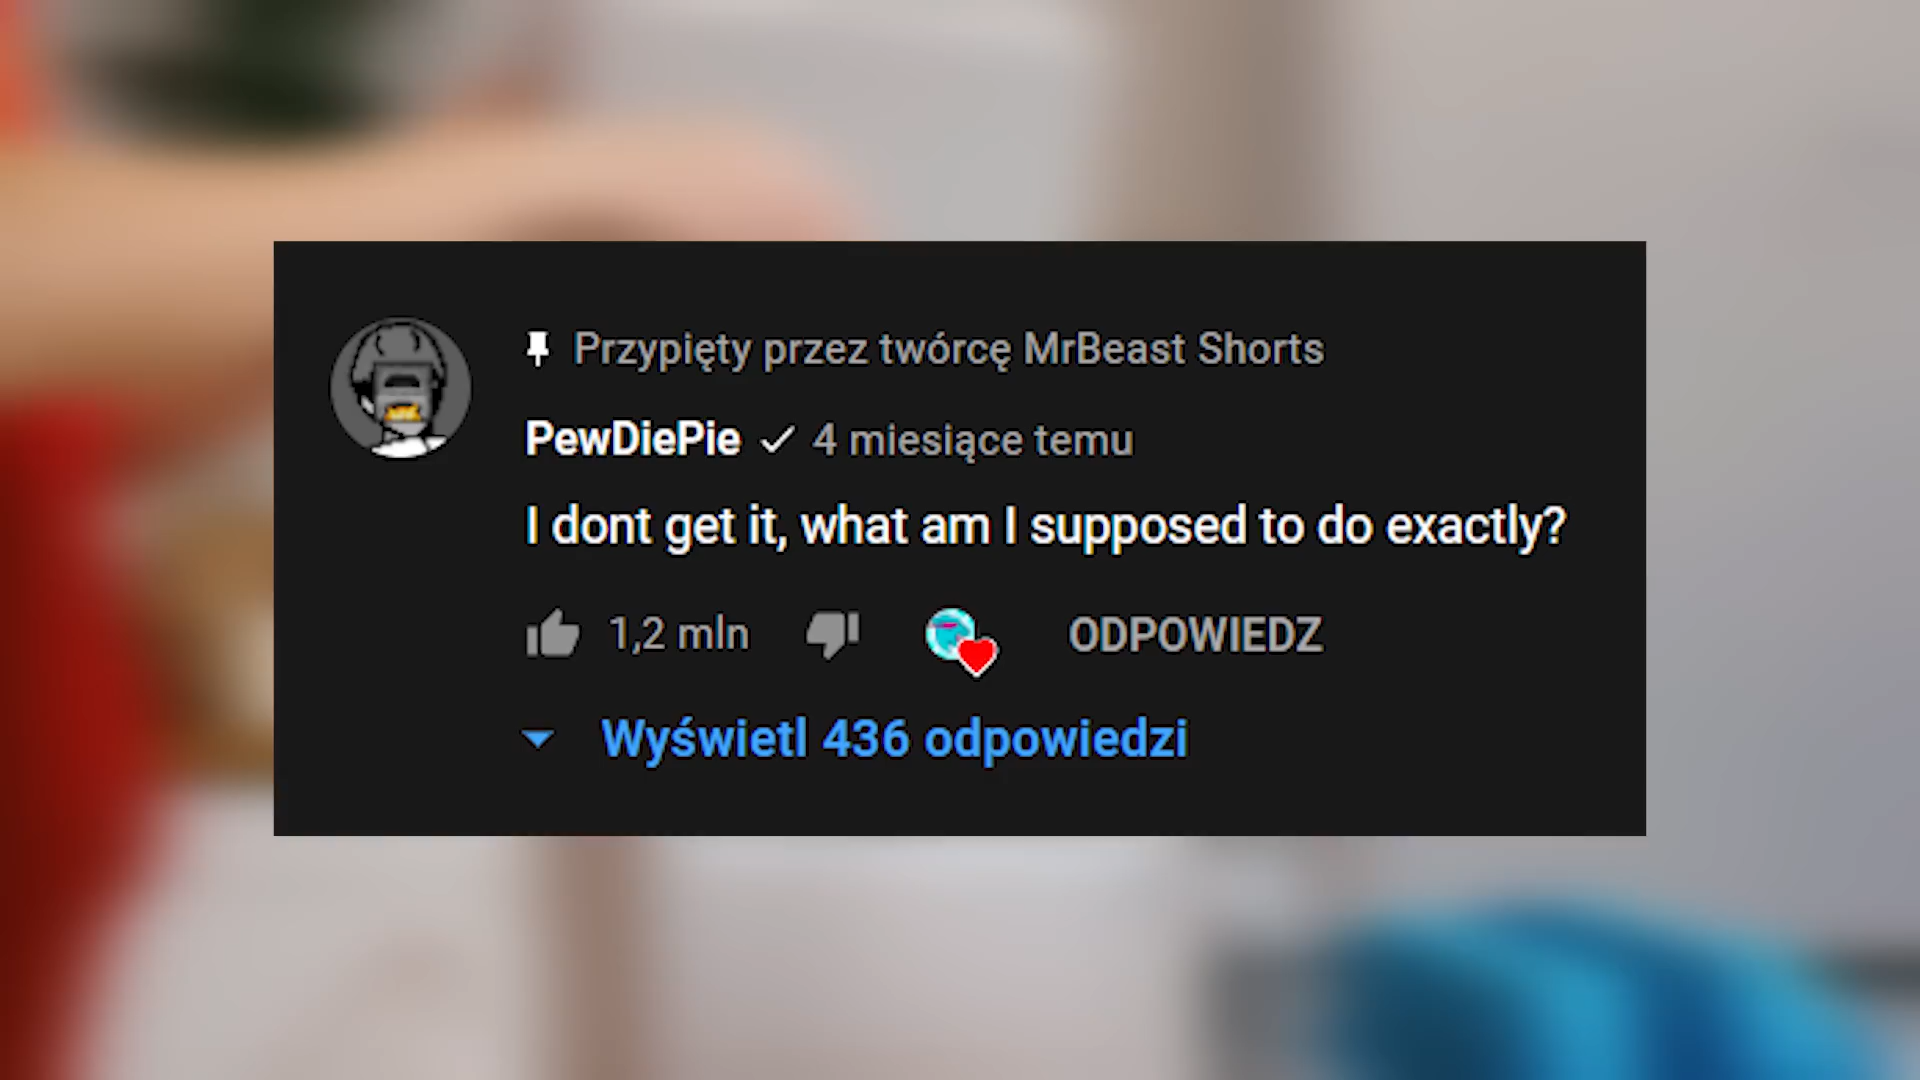 Przypięty przez twórcę MrBeast Shorts
PewDiePie 4 miesiące temu
I dont get it, what am I supposed to do exactly?
1,2 mln ODPOWIEDZ
Wyświetl 436 odpowiedzi